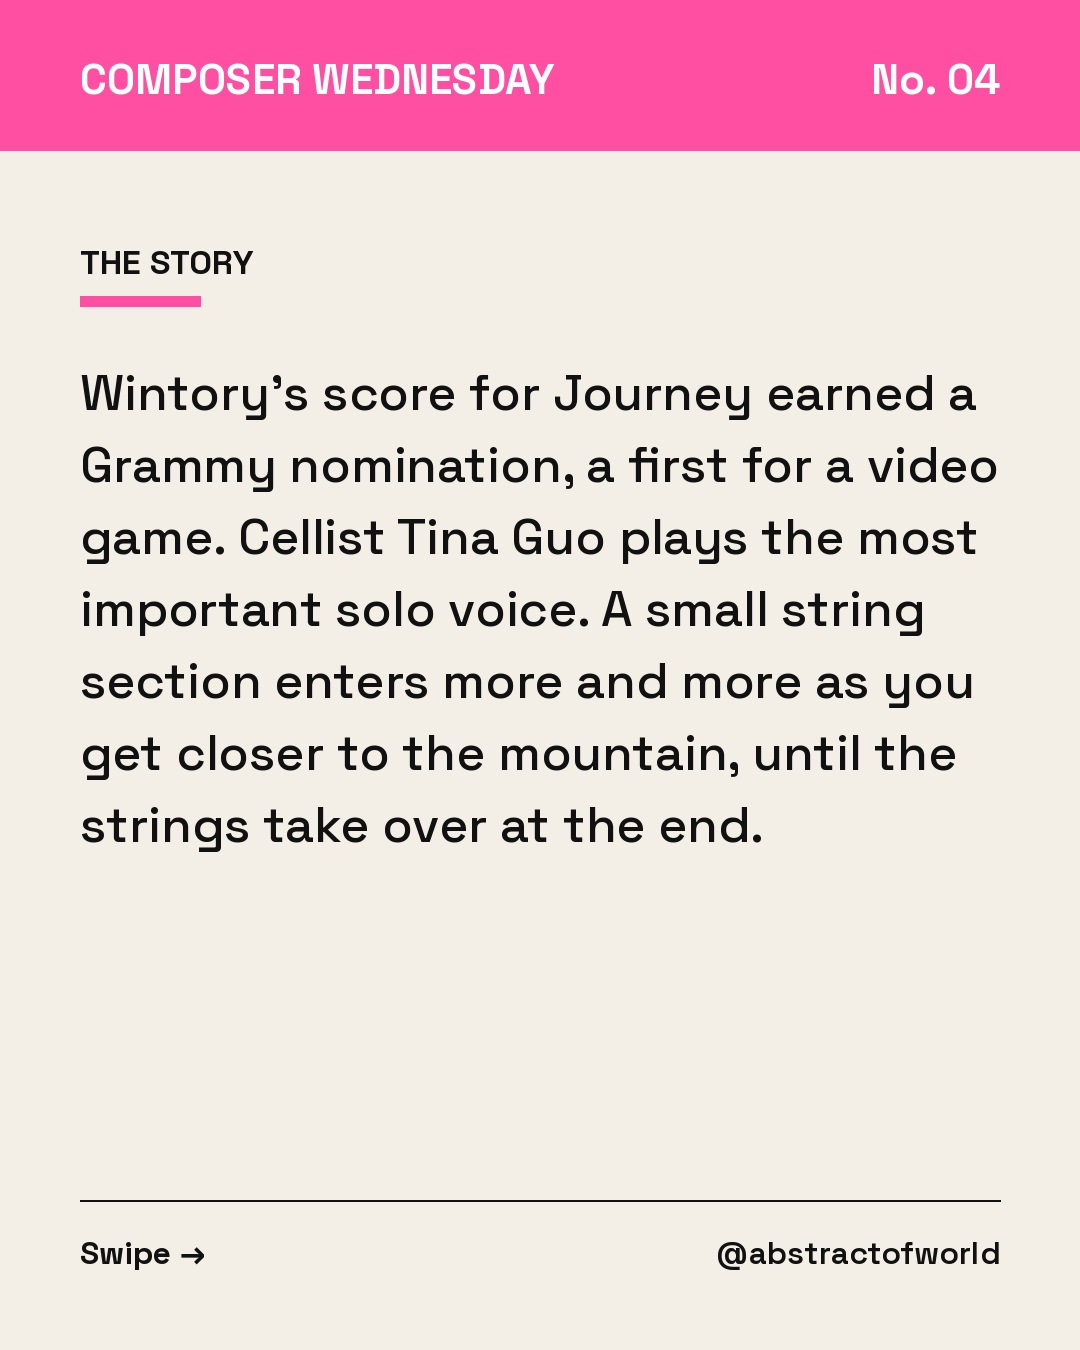 COMPOSER WEDNESDAY
No. 04
THE STORY
Wintory’s score for Journey earned a
Grammy nomination, a first for a video
game. Cellist Tina Guo plays the most
important solo voice. A small string
section enters more and more as you
get closer to the mountain, until the
strings take over at the end.
Swipe →
@abstractofworld